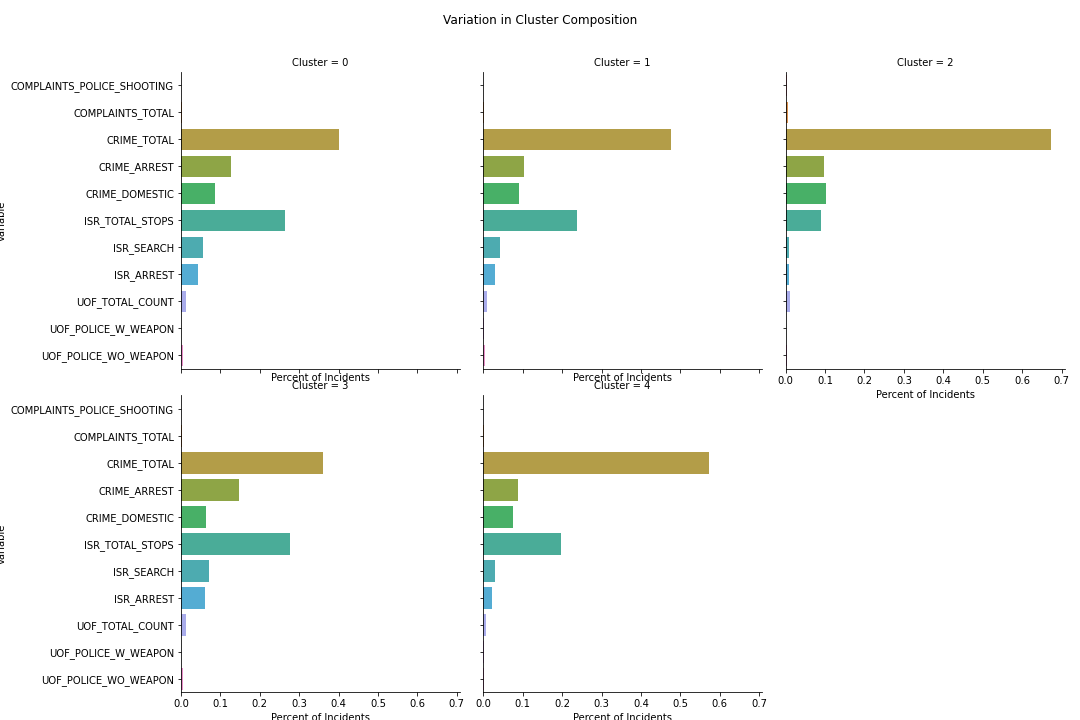 Variation in Cluster Composition
Cluster = 0
Cluster = 1
Cluster = 2
COMPLAINTS_POLICE_SHOOTING
COMPLAINTS_TOTAL
CRIME_TOTAL
CRIME_ARREST
CRIME_DOMESTIC
ISR_TOTAL_STOPS
ISR_SEARCH
ISR_ARREST
UOF_TOTAL_COUNT
UOF_POLICE_W_WEAPON
UOF_POLICE_WO_WEAPON
Percent of Incidents
Percent of Incidents
0.0 0.1 0.2 0.3 0.4 0.5 0.6 0.7
Percent of Incidents
Cluster = 3
Cluster = 4
COMPLAINTS_POLICE_SHOOTING
COMPLAINTS_TOTAL
CRIME_TOTAL
CRIME_ARREST
CRIME_DOMESTIC
ISR_TOTAL_STOPS
ISR_SEARCH
ISR_ARREST
UOF_TOTAL_COUNT
UOF_POLICE_W_WEAPON
UOF_POLICE_WO_WEAPON
0.0 0.1 0.2 0.3 0.4 0.5 0.6 0.7
0.0 0.1 0.2 0.3 0.4 0.5 0.6 0.7
Percent of Incidents
Percent of Incidents